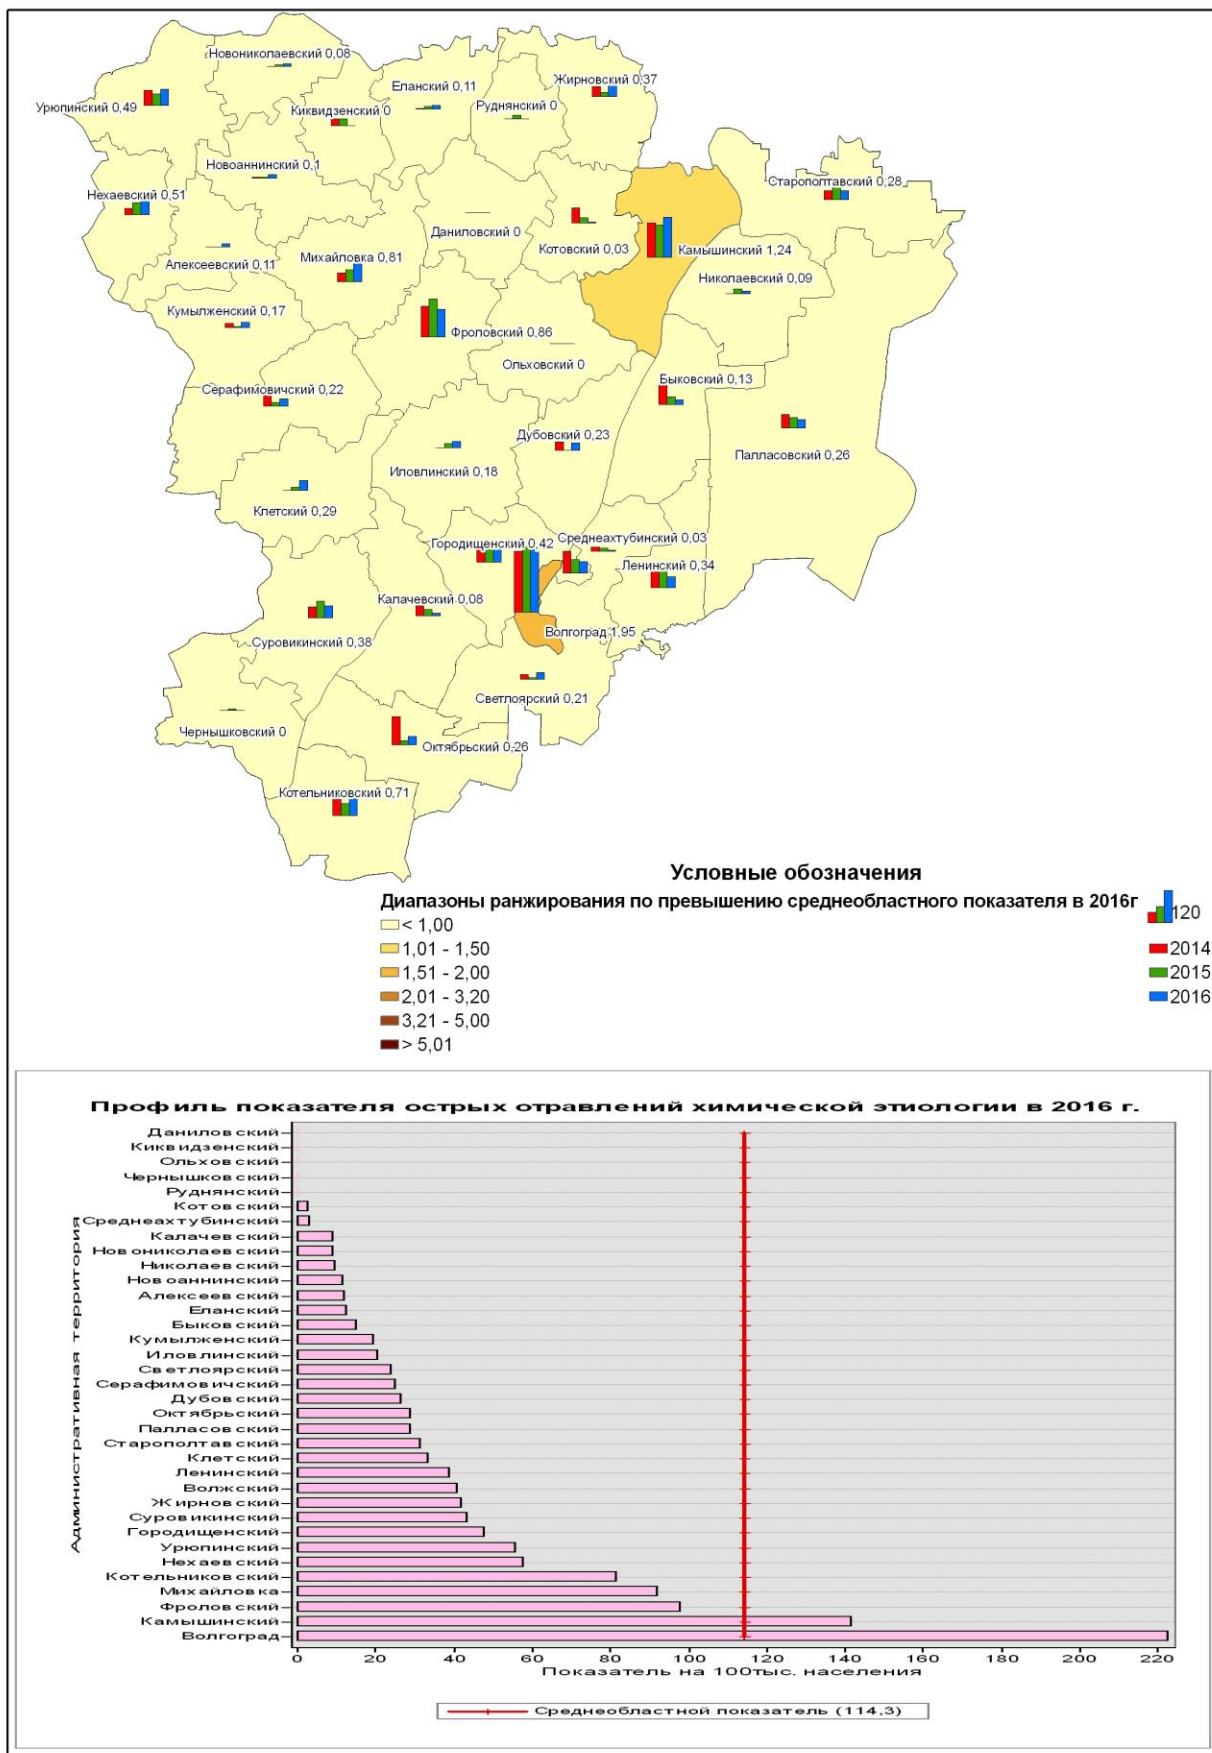 Новониколаевский 0,08
Еланский 0,11
Жирновский 0,37
Урюпинский 0,49
Киквидзенский 0
Руднянский 0
Новоаннинский 0,1
Нехаевский 0,51
Старополтавский 0,28
Даниловский 0
Котовский 0,03
Камышинский 1,24
Алексеевский 0,11
Михайловка 0,81
Николаевский 0,09
Кумылженский 0,17
Фроловский 0,86
Ольховский 0
Быковский 0,13
Серафимовичский 0,22
Дубовский 0,23
Палласовский 0,26
Иловлинский 0,18
Клетский 0,29
Городищенский 0,42
Среднеахтубинский 0,03
Ленинский 0,34
Калачевский 0,08
Волгоград 1,95
Суровикинский 0,38
Светлоярский 0,21
Чернышковский 0
Октябрьский 0,26
Котельниковский 0,71
Условные обозначения
Диапазоны ранжирования по превышению среднеобластного показателя в 2016г
120
< 1,00
1,01 - 1,50
1,51 - 2,00
2,01 - 3,20
3,21 - 5,00
> 5,01
2014
2015
2016
Профиль показателя острых отравлений химической этиологии в 2016 г.
Административная территория
Даниловский
Киквидзенский
Ольховский
Чернышковский
Руднянский
Котовский
Среднеахтубинский
Калачевский
Новониколаевский
Николаевский
Новоаннинский
Алексеевский
Еланский
Быковский
Кумылженский
Иловлинский
Светлоярский
Серафимовичский
Дубовский
Октябрьский
Палласовский
Старополтавский
Клетский
Ленинский
Волжский
Жирновский
Суровикинский
Городищенский
Урюпинский
Нехаевский
Котельниковский
Михайловка
Фроловский
Камышинский
Волгоград
0 20 40 60 80 100 120 140 160 180 200 220
Показатель на 100тыс. населения
Среднеобластной показатель (114,3)